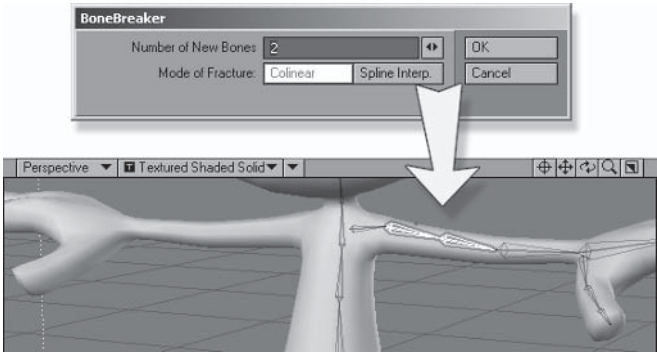 BoneBreaker
Number of New Bones 2 OK
Mode of Fracture: Colinear Spline Interp. Cancel
Perspective T Textured Shaded Solid